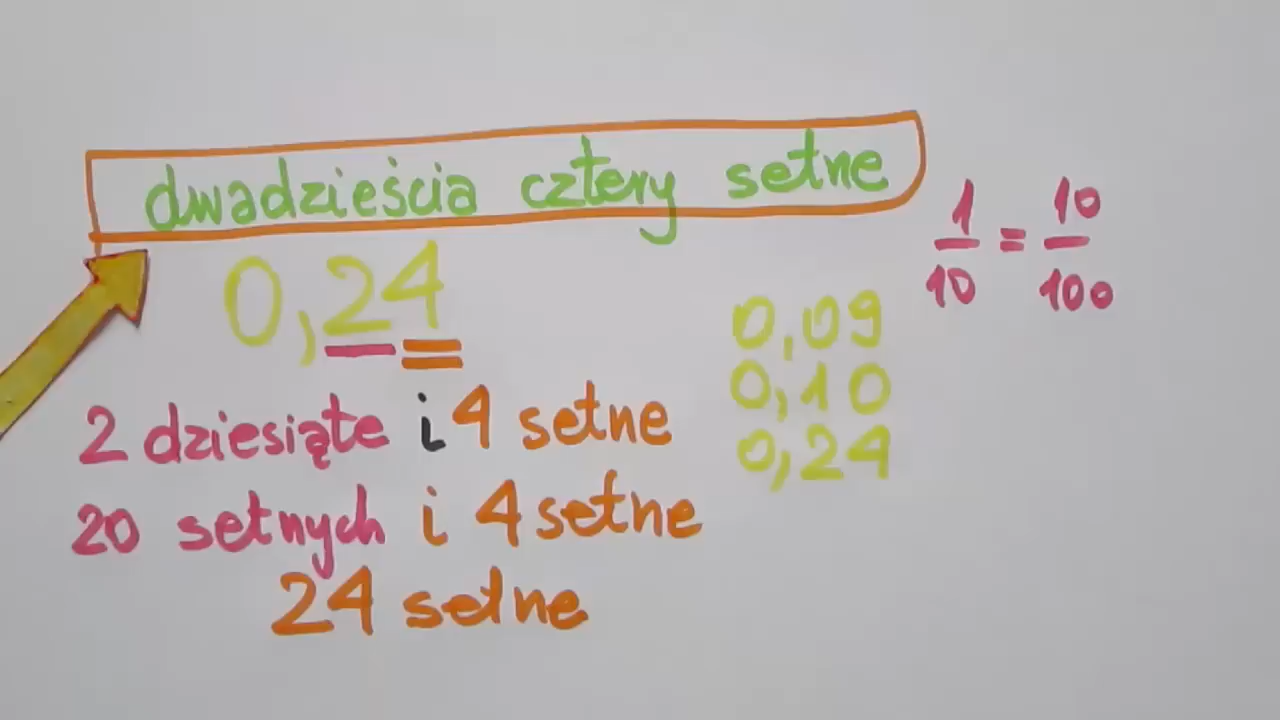 dwadzieścia cztery setne
0,24
2 dziesiąte i 4 setne
20 setnych i 4 setne
24 setne
0,09
0,10
0,24
1/10 = 10/100